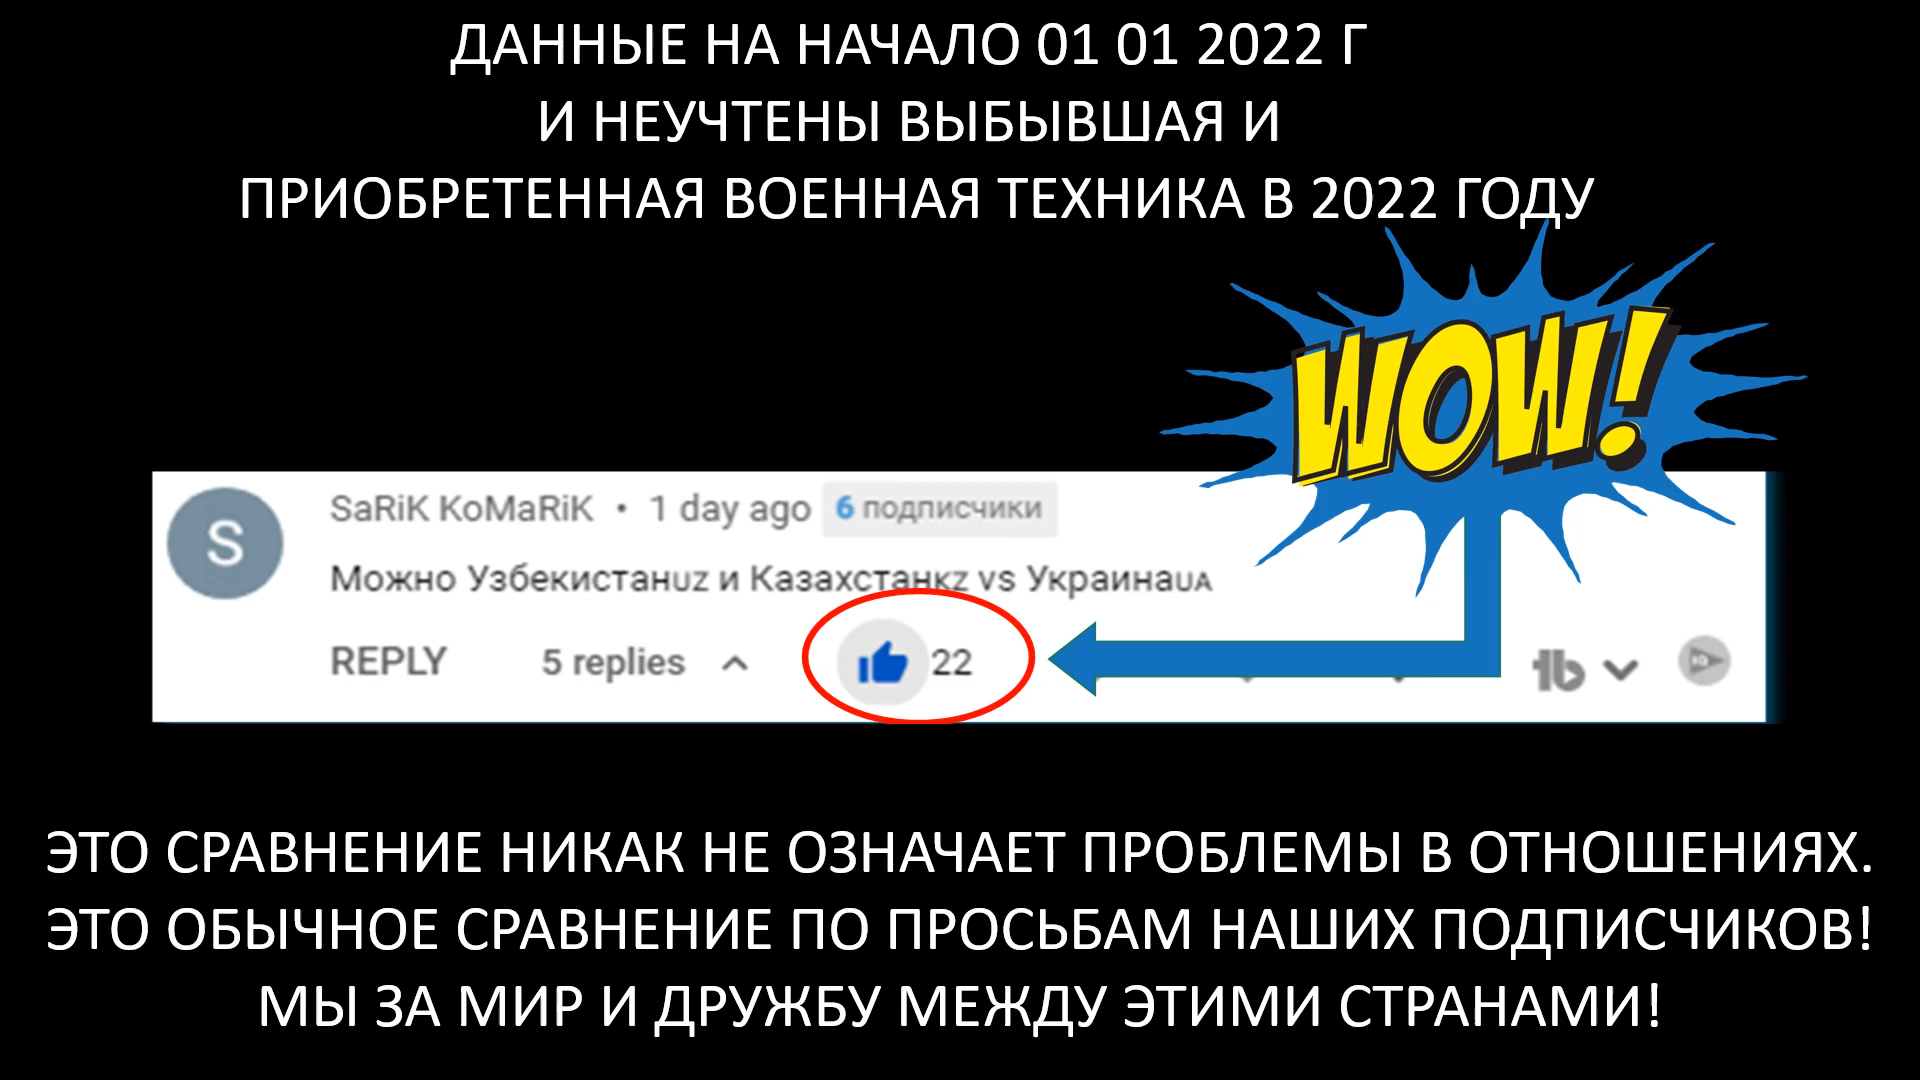 ДАННЫЕ НА НАЧАЛО 01 01 2022 Г
И НЕУЧТЕНЫ ВЫБЫВШАЯ И
ПРИОБРЕТЕННАЯ ВОЕННАЯ ТЕХНИКА В 2022 ГОДУ
WOW!
S
SaRiK KoMaRiK • 1 day ago 6 подписчики
Можно Узбекистанuz и Казахстанкz vs Украинаuᴀ
REPLY 5 replies 22
ЭТО СРАВНЕНИЕ НИКАК НЕ ОЗНАЧАЕТ ПРОБЛЕМЫ В ОТНОШЕНИЯХ.
ЭТО ОБЫЧНОЕ СРАВНЕНИЕ ПО ПРОСЬБАМ НАШИХ ПОДПИСЧИКОВ!
МЫ ЗА МИР И ДРУЖБУ МЕЖДУ ЭТИМИ СТРАНАМИ!